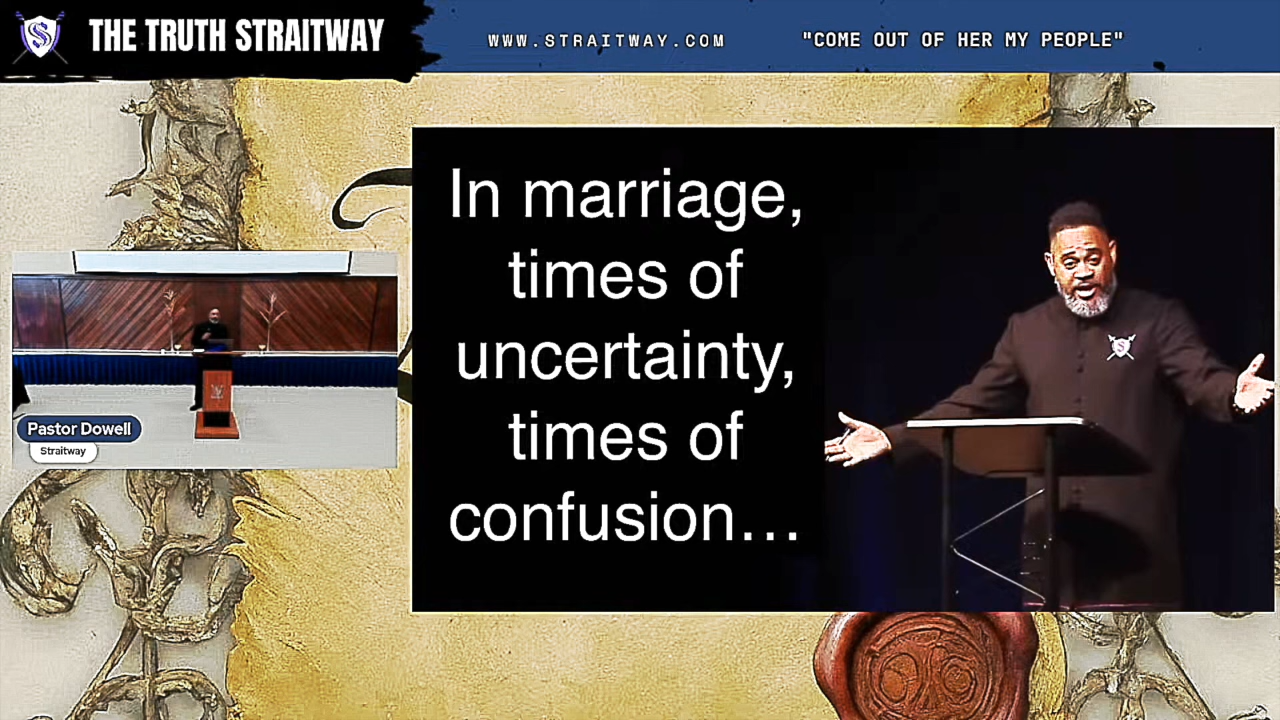 THE TRUTH STRAITWAY
WWW.STRAITWAY.COM
"COME OUT OF HER MY PEOPLE"
In marriage,
times of
uncertainty,
times of
confusion...
Pastor Dowell
Straitway